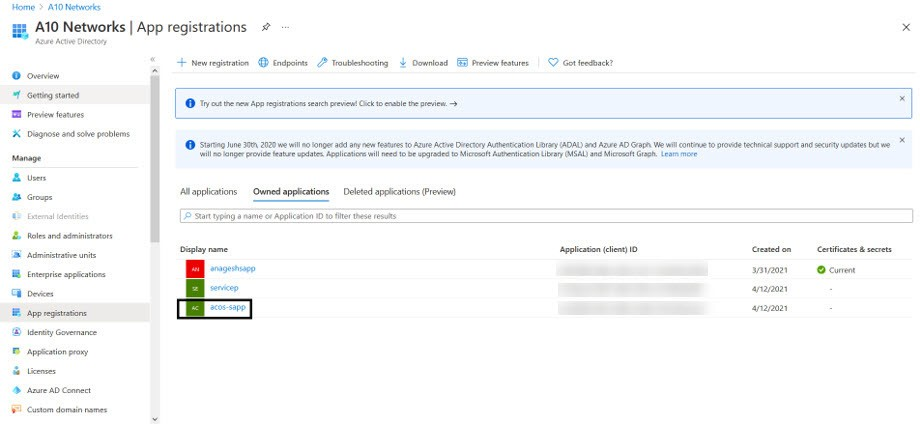 Home > A10 Networks
A10 Networks | App registrations
Azure Active Directory
New registration Endpoints Troubleshooting Download Preview features Got feedback?
Overview
Getting started
Preview features
Diagnose and solve problems
Manage
Users
Groups
External Identities
Roles and administrators
Administrative units
Enterprise applications
Devices
App registrations
Identity Governance
Application proxy
Licenses
Azure AD Connect
Custom domain names
Try out the new App registrations search preview! Click to enable the preview. →
Starting June 30th, 2020 we will no longer add any new features to Azure Active Directory Authentication Library (ADAL) and Azure AD Graph. We will continue to provide technical support and security updates but we
will no longer provide feature updates. Applications will need to be upgraded to Microsoft Authentication Library (MSAL) and Microsoft Graph. Learn more
All applications Owned applications Deleted applications (Preview)
Start typing a name or Application ID to filter these results
Display name Application (client) ID Created on Certificates & secrets
AN anageshsapp 3/31/2021 Current
SE servicep 4/12/2021 -
AC acos-sapp 4/12/2021 -